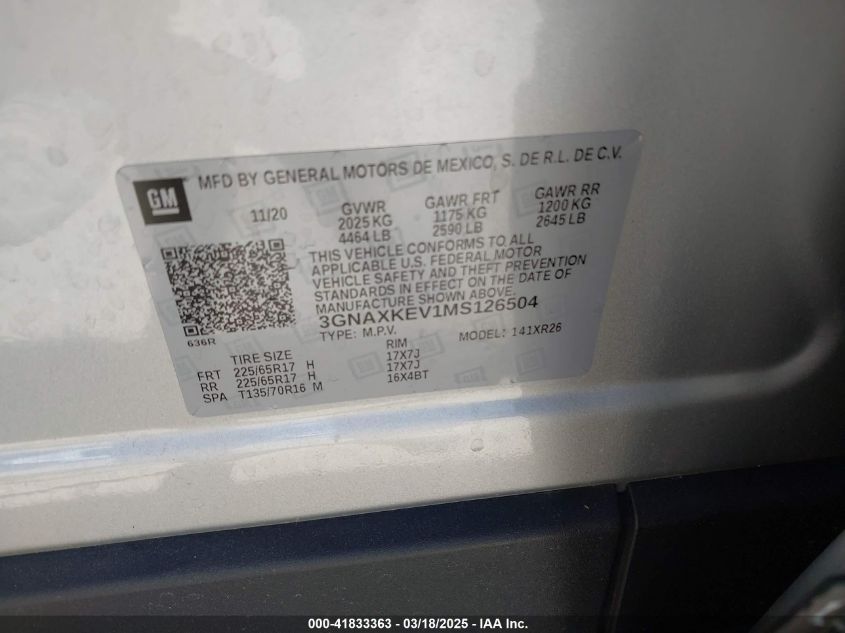 GM
MFD BY GENERAL MOTORS DE MEXICO, S. DE R.L. DE C.V.
11/20 GVWR GAWR FRT GAWR RR
2025 KG 1175 KG 1200 KG
4464 LB 2590 LB 2645 LB
THIS VEHICLE CONFORMS TO ALL
APPLICABLE U.S. FEDERAL MOTOR
VEHICLE SAFETY AND THEFT PREVENTION
STANDARDS IN EFFECT ON THE DATE OF
MANUFACTURE SHOWN ABOVE.
3GNAXKEV1MS126504
636R
TYPE: M.P.V. MODEL: 141XR26
TIRE SIZE RIM
FRT 225/65R17 H 17X7J
RR 225/65R17 H 17X7J
SPA T135/70R16 M 16X4BT
000-41833363 - 03/18/2025 - IAA Inc.